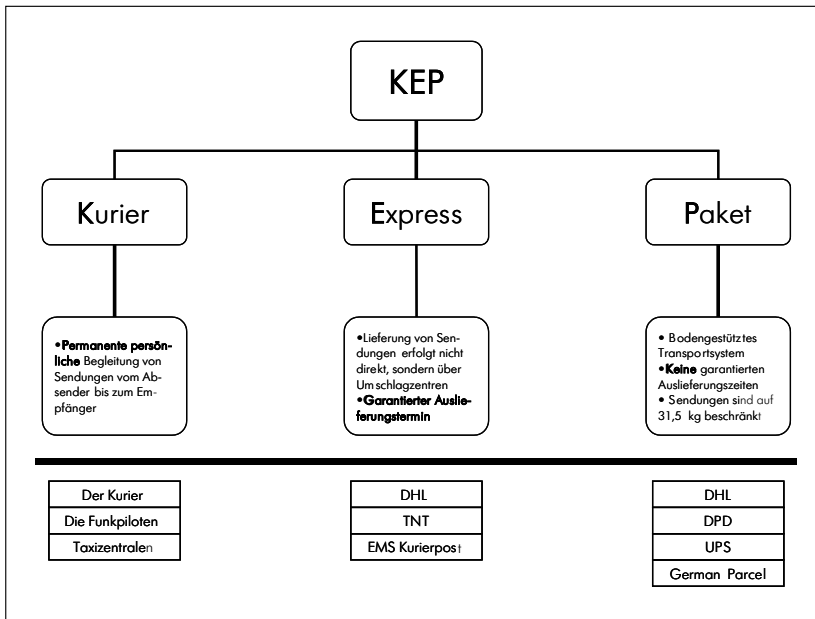 KEP
Kurier
Express
Paket
•Permanente persön-
liche Begleitung von
Sendungen vom Ab-
sender bis zum Em-
pfänger
•Lieferung von Sen-
dungen erfolgt nicht
direkt, sondern über
Umschlagzentren
•Garantierter Auslie-
ferungstermin
• Bodengestütztes
Transportsystem
•Keine garantierten
Auslieferungszeiten
• Sendungen sind auf
31,5 kg beschränkt
Der Kurier
Die Funkpiloten
Taxizentralen
DHL
TNT
EMS Kurierpost
DHL
DPD
UPS
German Parcel